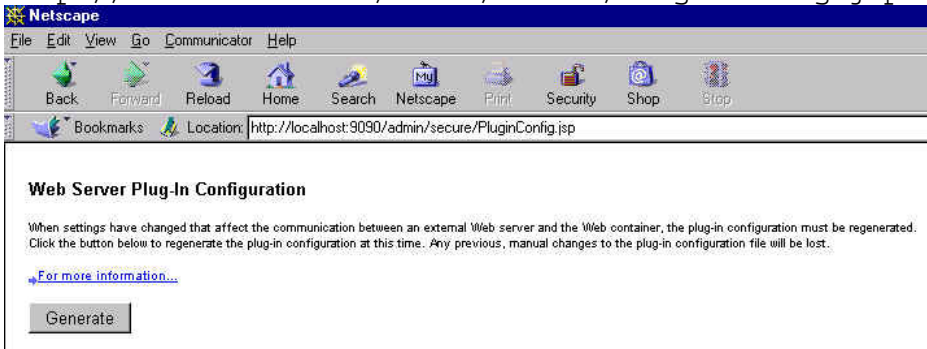 Netscape
File Edit View Go Communicator Help
Back Forward Reload Home Search Netscape Print Security Shop Stop
Bookmarks Location: http://localhost:9090/admin/secure/PluginConfig.jsp
Web Server Plug-In Configuration
When settings have changed that affect the communication between an external Web server and the Web container, the plug-in configuration must be regenerated.
Click the button below to regenerate the plug-in configuration at this time. Any previous, manual changes to the plug-in configuration file will be lost.
For more information...
Generate